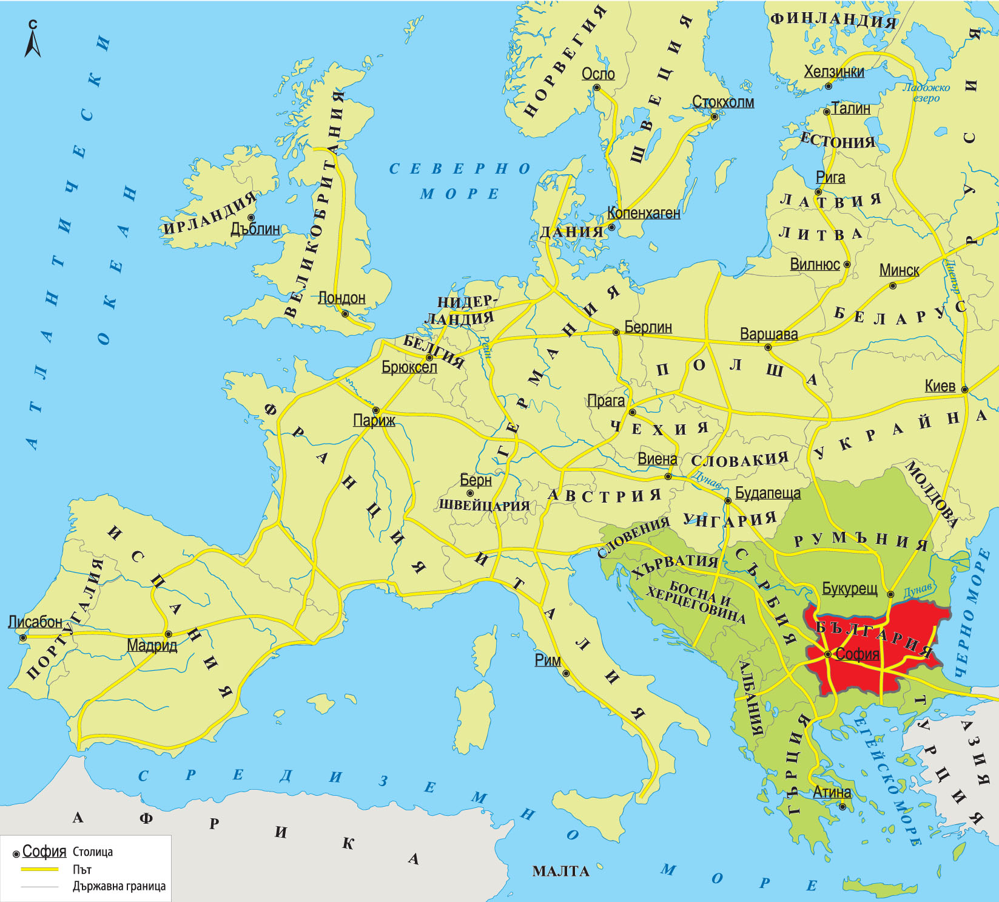 С
АТЛАНТИЧЕСКИ
ОКЕАН
СЕВЕРНО
МОРЕ
НОРВЕГИЯ
Осло
ШВЕЦИЯ
Стокхолм
ФИНЛАНДИЯ
Хелзинки
Ладожко
езеро
РУСИЯ
Талин
ЕСТОНИЯ
Рига
ЛАТВИЯ
ЛИТВА
Вилнюс
Минск
БЕЛАРУС
Днепър
ИРЛАНДИЯ
Дъблин
ВЕЛИКОБРИТАНИЯ
Лондон
Копенхаген
ДАНИЯ
НИДЕР-
ЛАНДИЯ
БЕЛГИЯ
Брюксел
Рейн
ГЕРМАНИЯ
Берлин
Варшава
ПОЛША
Киев
УКРАЙНА
Париж
ФРАНЦИЯ
Прага
ЧЕХИЯ
Виена
СЛОВАКИЯ
Дунав
Берн
ШВЕЙЦАРИЯ
АВСТРИЯ
Будапеща
УНГАРИЯ
МОЛДОВА
РУМЪНИЯ
Букурещ
Дунав
СЛОВЕНИЯ
ХЪРВАТИЯ
БОСНА И
ХЕРЦЕГОВИНА
СЪРБИЯ
БЪЛГАРИЯ
София
ЧЕРНО МОРЕ
ИСПАНИЯ
ПОРТУГАЛИЯ
Лисабон
Мадрид
ИТАЛИЯ
Рим
АЛБАНИЯ
ГЪРЦИЯ
Атина
ЕГЕЙСКО МОРЕ
ТУРЦИЯ
АЗИЯ
СРЕДИЗЕМНО
МОРЕ
АФРИКА
МАЛТА
София Столица
Път
Държавна граница